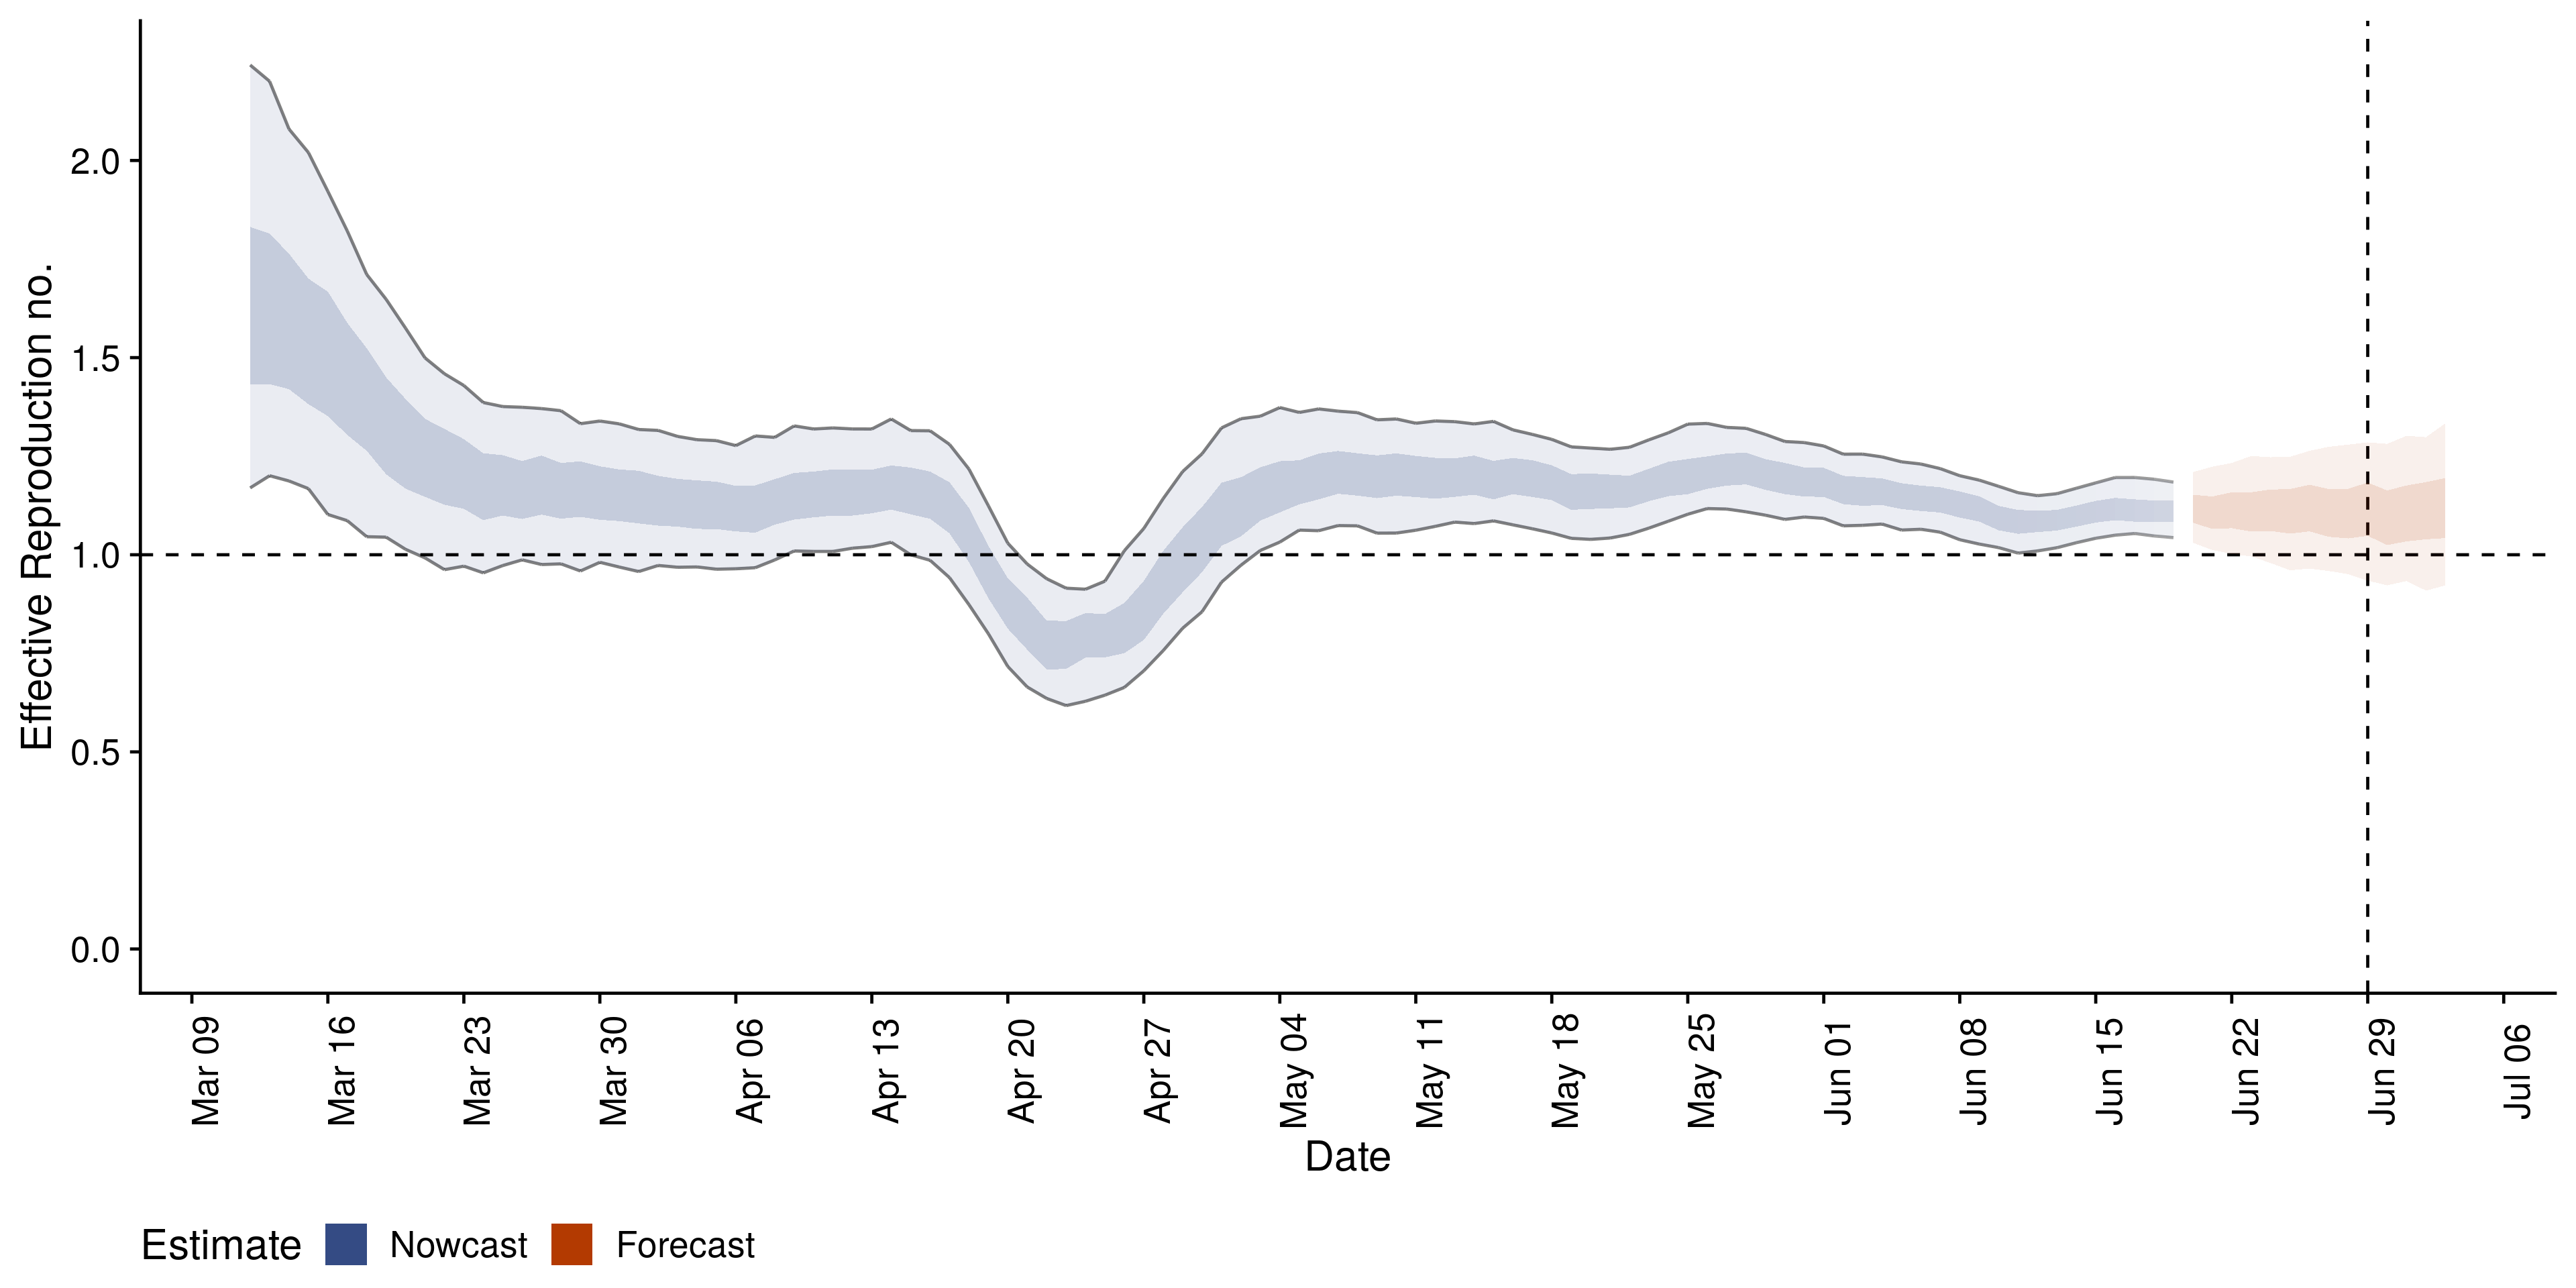 Effective Reproduction no.
2.0
1.5
1.0
0.5
0.0
Mar 09
Mar 16
Mar 23
Mar 30
Apr 06
Apr 13
Apr 20
Apr 27
May 04
May 11
May 18
May 25
Jun 01
Jun 08
Jun 15
Jun 22
Jun 29
Jul 06
Date
Estimate Nowcast Forecast